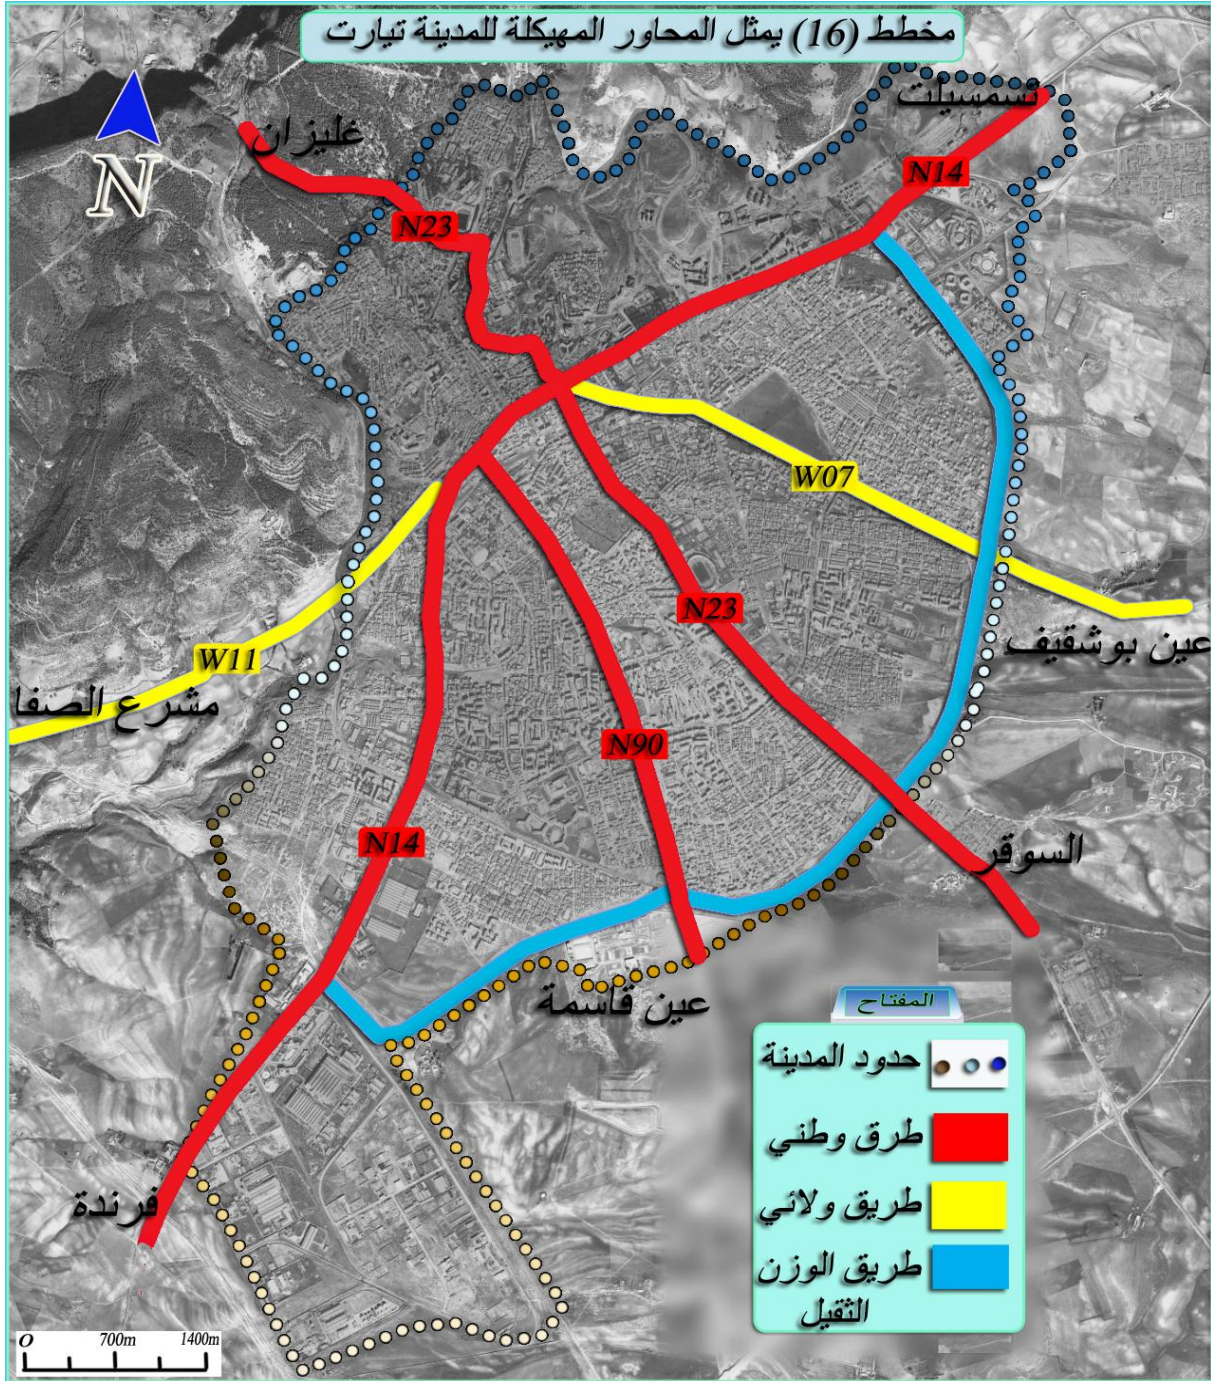 مخطط (16) يمثل المحاور المهيكلة للمدينة تيارت
تسمسيلت
غليزان
N
N14
N23
W07
N23
عين بوشقيف
W11
مشرع الصفا
N90
N14
السوقر
عين قاسمة
فرندة
المفتاح
حدود المدينة
طرق وطني
طريق ولائي
طريق الوزن
الثقيل
O 700m 1400m